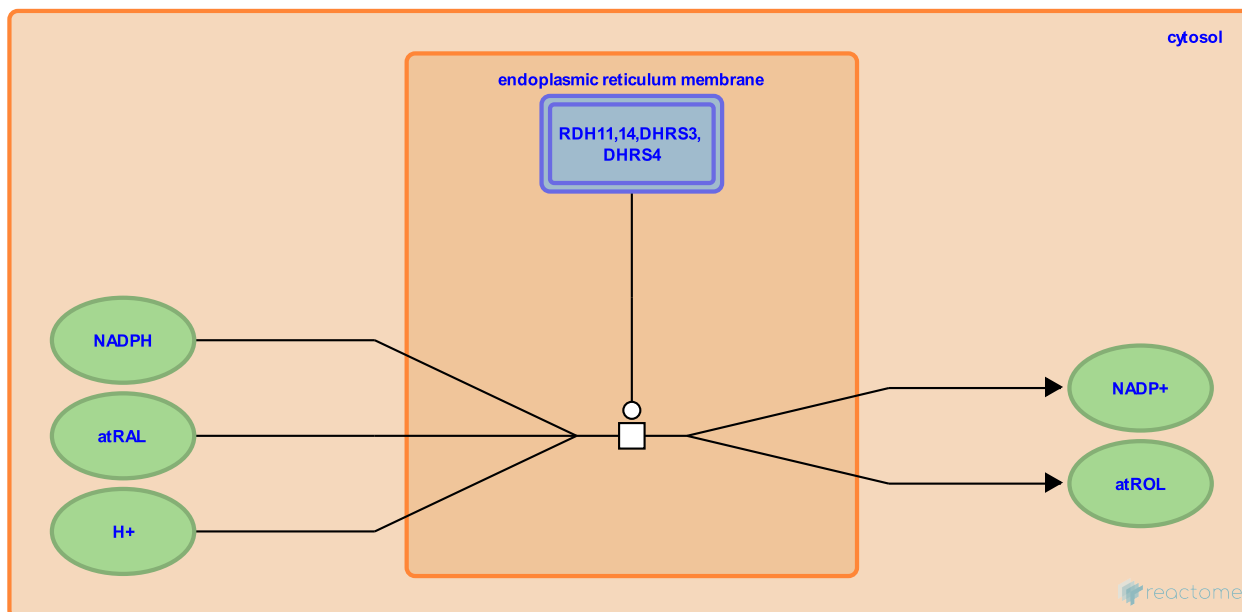 cytosol
endoplasmic reticulum membrane
RDH11,14,DHRS3,
DHRS4
NADPH
atRAL
H+
NADP+
atROL
reactome